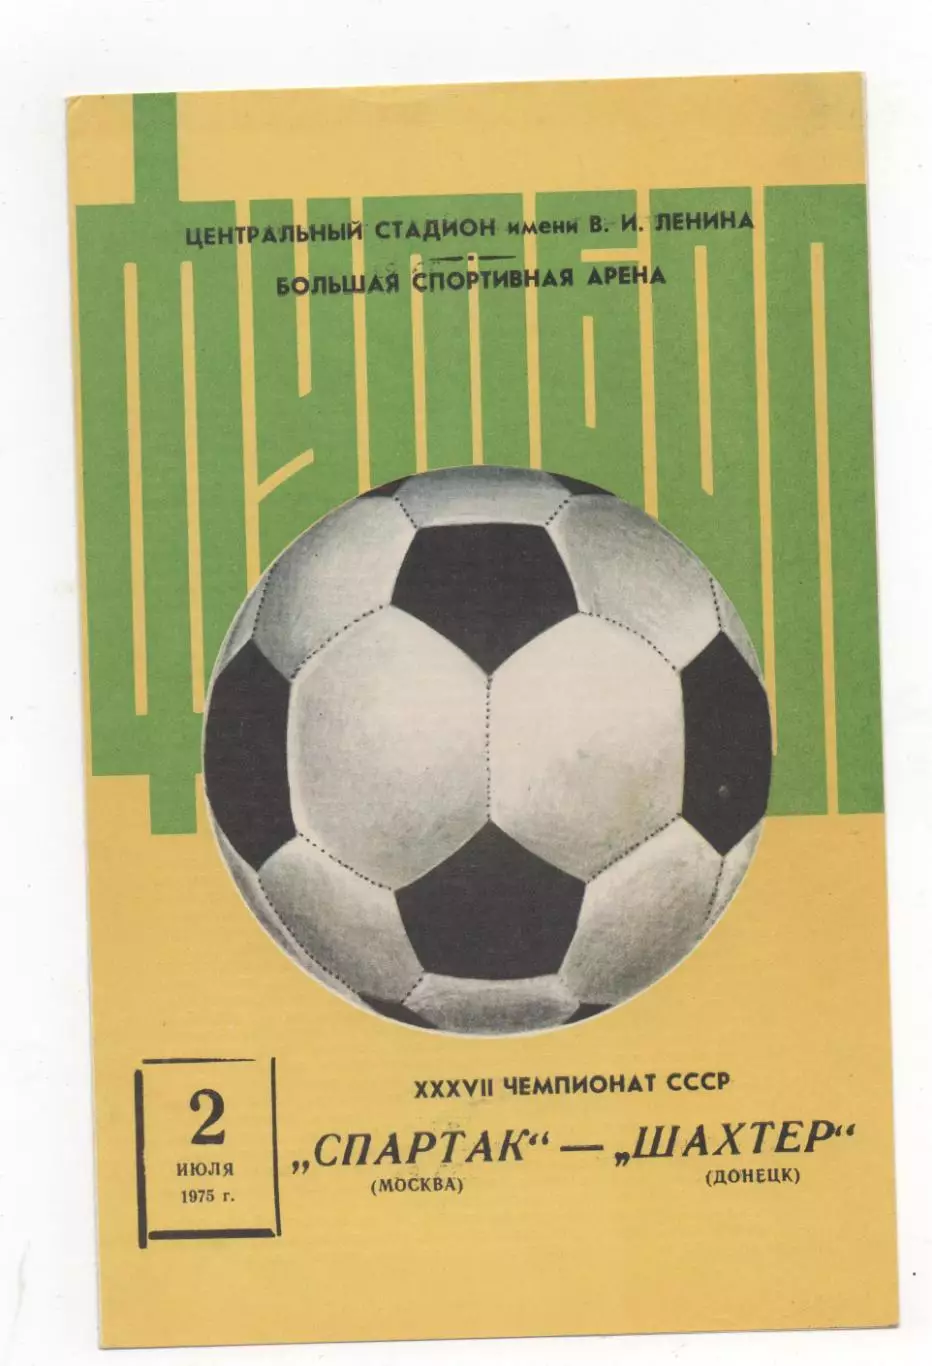 ФУТБОЛ
ЦЕНТРАЛЬНЫЙ СТАДИОН имени В. И. ЛЕНИНА
БОЛЬШАЯ СПОРТИВНАЯ АРЕНА
XXXVII ЧЕМПИОНАТ СССР
2
ИЮЛЯ
1975 г.
„СПАРТАК“ — „ШАХТЕР“
(МОСКВА) (ДОНЕЦК)